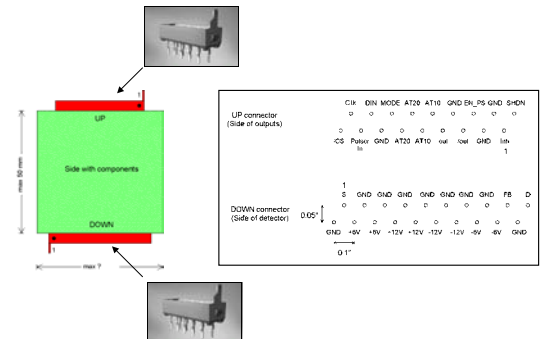 1
UP
Side with components
DOWN
1
max 50 mm
max ?
UP connector
(Side of outputs)
Clk DIN MODE AT20 AT10 GND EN_PS GND SHDN
/CS Pulser In GND AT20 AT10 out /out GND Inh
1
DOWN connector
(Side of detector)
1
S GND GND GND GND GND GND GND FB D
0.05"
GND +6V +6V +12V +12V -12V -12V -6V -6V GND
0.1"